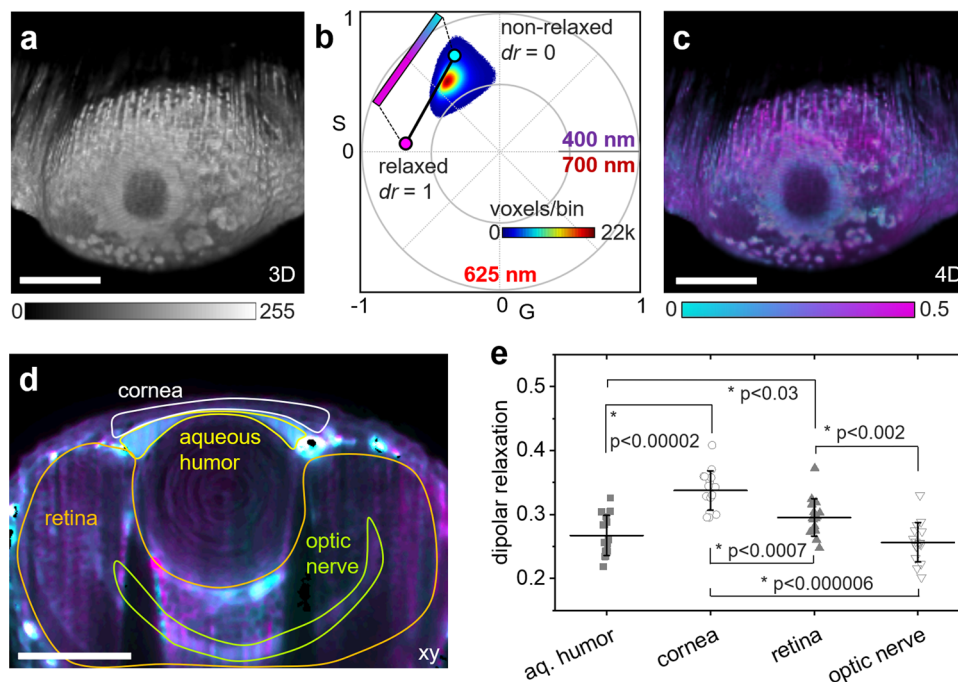 a
3D
0
255
b
1
S
0
-1
0
G
1
non-relaxed
dr = 0
relaxed
dr = 1
400 nm
700 nm
voxels/bin
0
22k
625 nm
c
4D
0
0.5
d
cornea
aqueous
humor
retina
optic
nerve
xy
e
dipolar relaxation
0.5
0.4
0.3
0.2
* p<0.03
*
p<0.00002
* p<0.002
* p<0.0007
* p<0.000006
aq. humor
cornea
retina
optic nerve